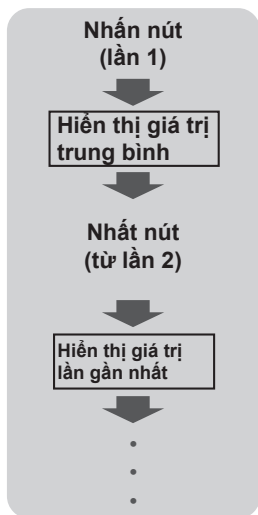 Nhấn nút
(lần 1)
Hiển thị giá trị
trung bình
Nhất nút
(từ lần 2)
Hiển thị giá trị
lần gần nhất